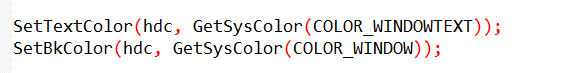 SetTextColor(hdc, GetSysColor(COLOR_WINDOWTEXT));
SetBkColor(hdc, GetSysColor(COLOR_WINDOW));